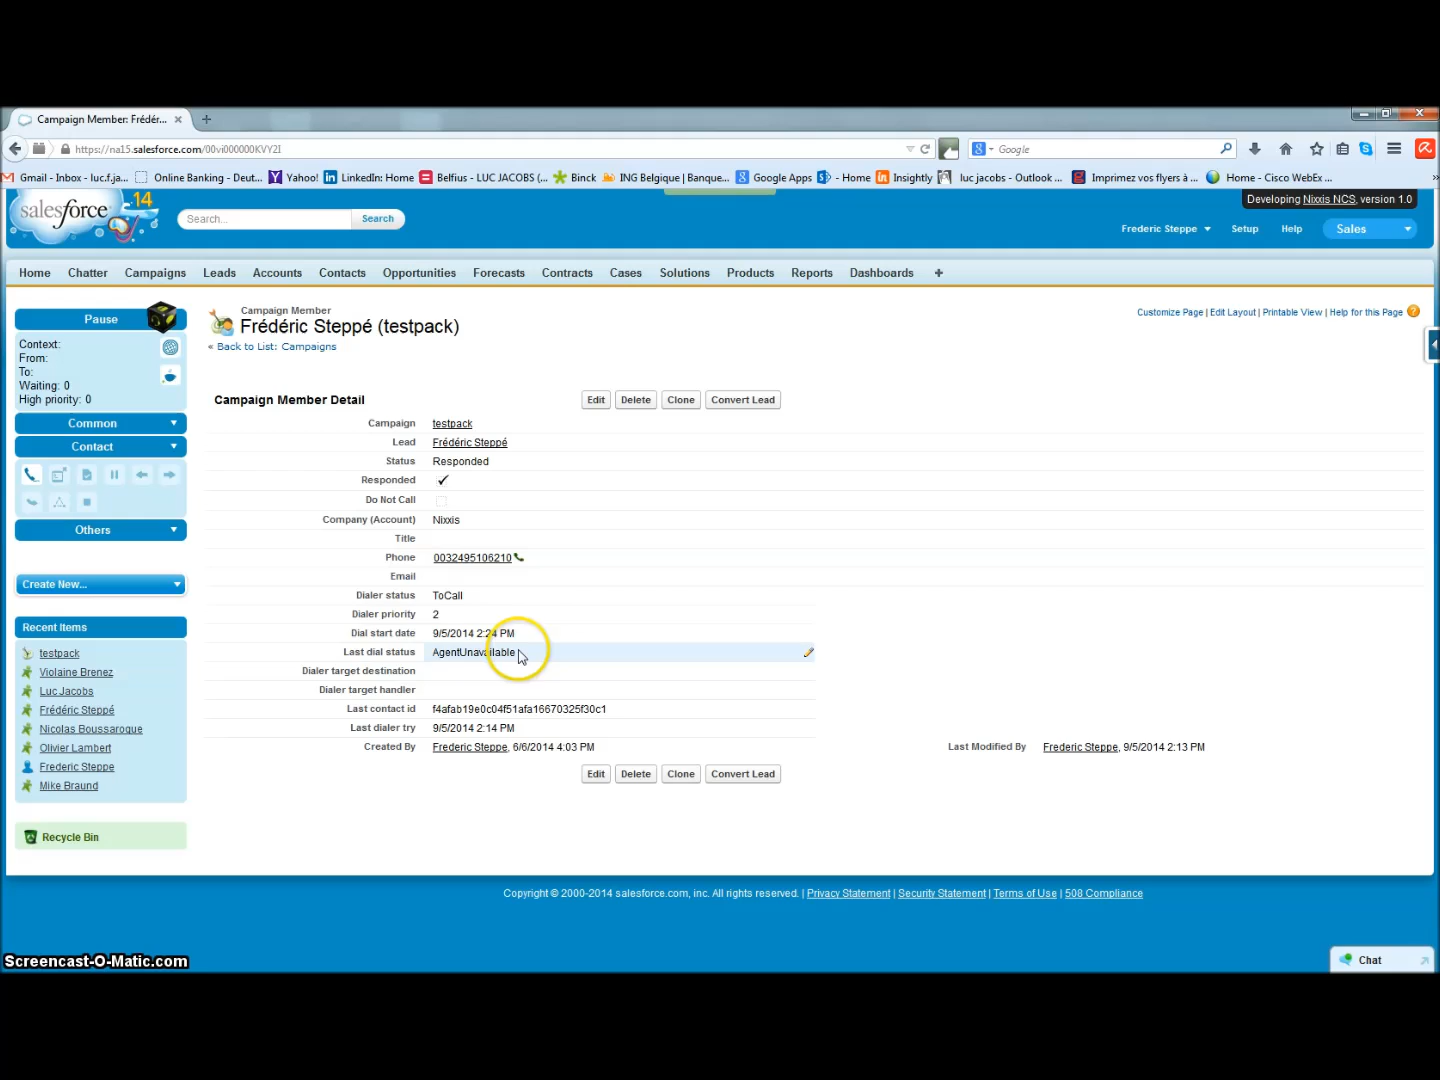 Campaign Member: Frédér...
https://na15.salesforce.com/00vi000000KVY2I
Google
Gmail - Inbox - luc.f.ja... Online Banking - Deut... Yahoo! LinkedIn: Home Belfius - LUC JACOBS (... Binck ING Belgique | Banque... Google Apps - Home Insightly luc jacobs - Outlook ... Imprimez vos flyers à ... Home - Cisco WebEx ...
salesforce '14
Search... Search
Developing Nixxis NCS, version 1.0
Frederic Steppe Setup Help Sales
Home Chatter Campaigns Leads Accounts Contacts Opportunities Forecasts Contracts Cases Solutions Products Reports Dashboards +
Pause
Context:
From:
To:
Waiting: 0
High priority: 0
Common
Contact
Others
Create New...
Recent Items
testpack
Violaine Brenez
Luc Jacobs
Frédéric Steppé
Nicolas Boussaroque
Olivier Lambert
Frederic Steppe
Mike Braund
Recycle Bin
Campaign Member
Frédéric Steppé (testpack)
« Back to List: Campaigns
Customize Page | Edit Layout | Printable View | Help for this Page ?
Campaign Member Detail Edit Delete Clone Convert Lead
Campaign testpack
Lead Frédéric Steppé
Status Responded
Responded
Do Not Call
Company (Account) Nixxis
Title
Phone 0032495106210
Email
Dialer status ToCall
Dialer priority 2
Dial start date 9/5/2014 2:24 PM
Last dial status AgentUnavailable
Dialer target destination
Dialer target handler
Last contact id f4afab19e0c04f51afa16670325f30c1
Last dialer try 9/5/2014 2:14 PM
Created By Frederic Steppe, 6/6/2014 4:03 PM Last Modified By Frederic Steppe, 9/5/2014 2:13 PM
Edit Delete Clone Convert Lead
Copyright © 2000-2014 salesforce.com, inc. All rights reserved. | Privacy Statement | Security Statement | Terms of Use | 508 Compliance
Screencast-O-Matic.com
Chat